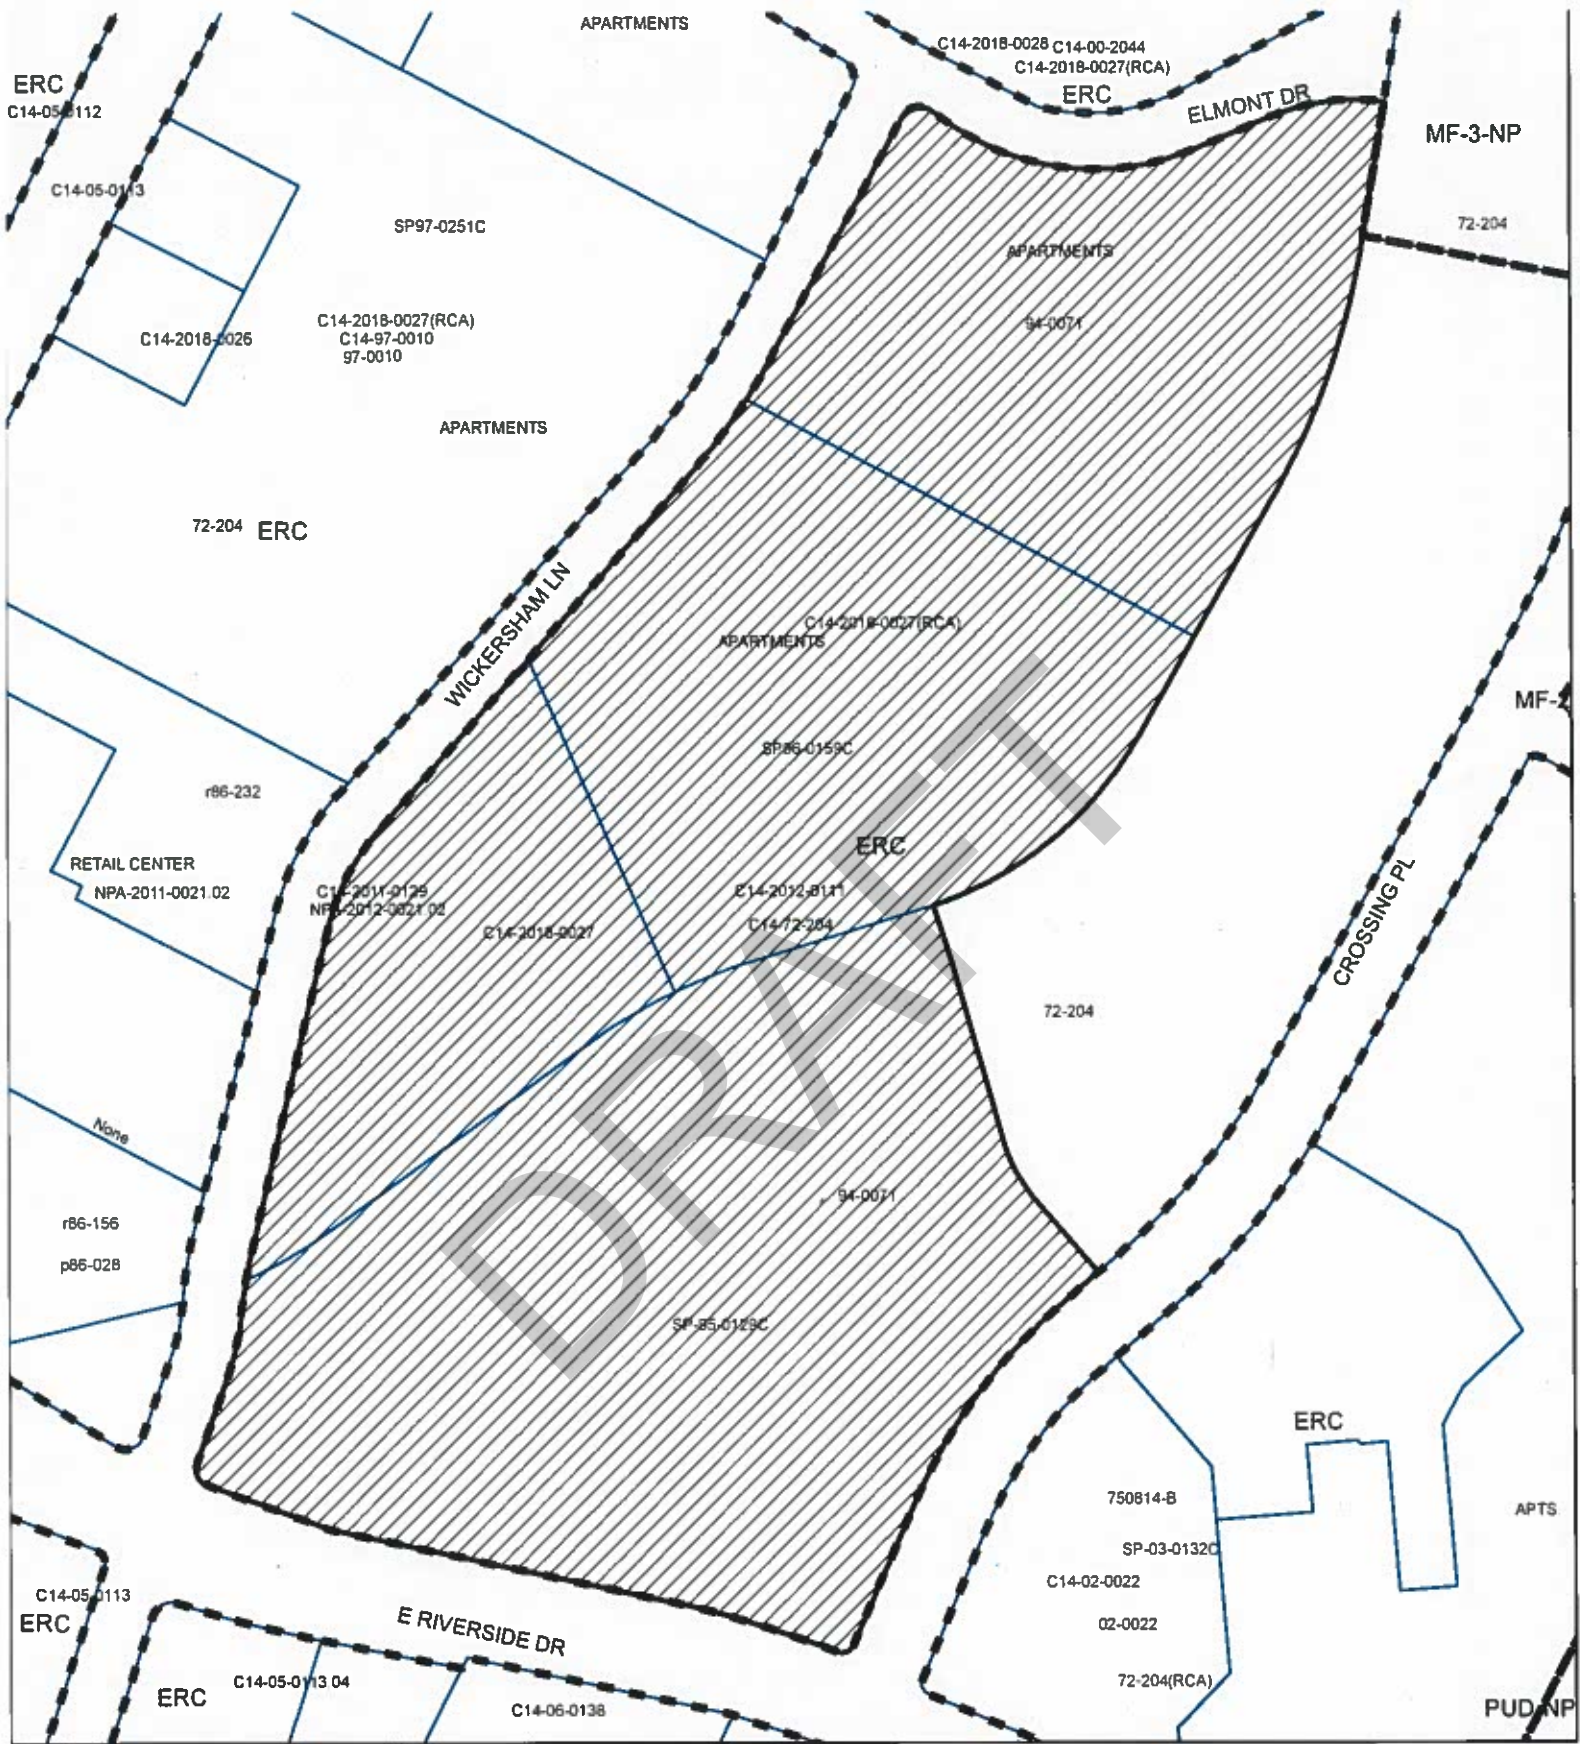 APARTMENTS
C14-2018-0028 C14-00-2044
C14-2018-0027(RCA)
ERC
ELMONT DR
ERC
C14-05-0112
MF-3-NP
C14-05-0113
SP97-0251C
72-204
APARTMENTS
94-0071
C14-2018-0026
C14-2018-0027(RCA)
C14-97-0010
97-0010
APARTMENTS
72-204 ERC
WICKERSHAM LN
C14-2018-0027(RCA)
APARTMENTS
MF-2
SP86-0159C
r86-232
ERC
RETAIL CENTER
NPA-2011-0021.02
C14-2011-0129
NPA-2012-0021.02
C14-2018-0027
C14-2012-0111
C14-72-204
CROSSING PL
72-204
DRAFT
None
94-0071
r86-156
p86-028
SP-85-0128C
ERC
750814-B
APTS
SP-03-0132C
C14-02-0022
02-0022
72-204(RCA)
C14-05-0113
ERC
E RIVERSIDE DR
ERC
C14-05-0113.04
C14-06-0138
PUD-NP